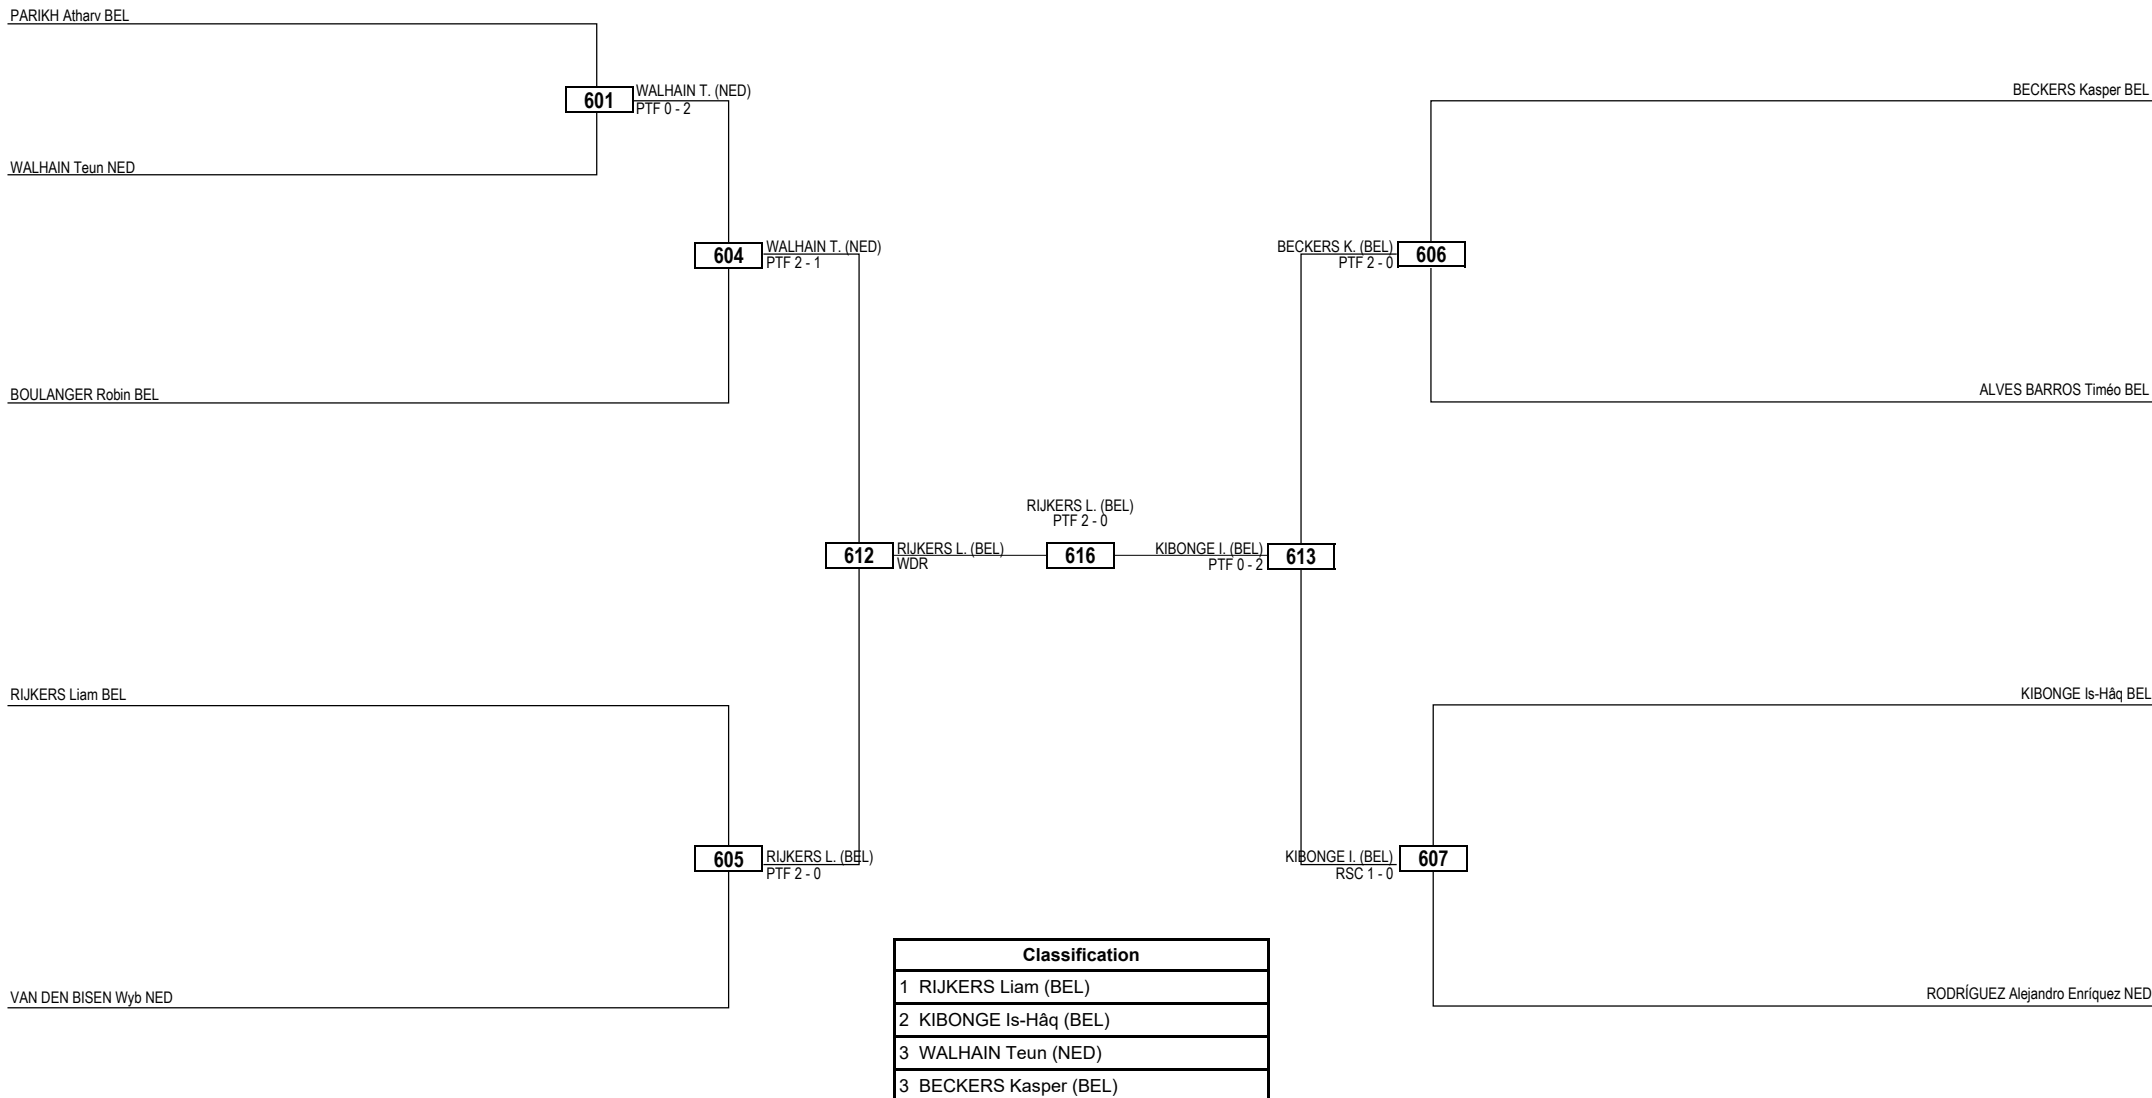 PARIKH Atharv BEL
601
WALHAIN T. (NED)
PTF 0 - 2
WALHAIN Teun NED
604
WALHAIN T. (NED)
PTF 2 - 1
BOULANGER Robin BEL
612
RIJKERS L. (BEL)
WDR
RIJKERS Liam BEL
605
RIJKERS L. (BEL)
PTF 2 - 0
VAN DEN BISEN Wyb NED
RIJKERS L. (BEL)
PTF 2 - 0
616
BECKERS Kasper BEL
BECKERS K. (BEL)
PTF 2 - 0
606
ALVES BARROS Timéo BEL
KIBONGE I. (BEL)
PTF 0 - 2
613
KIBONGE Is-Hâq BEL
KIBONGE I. (BEL)
RSC 1 - 0
607
RODRÍGUEZ Alejandro Enríquez NED
Classification
1 RIJKERS Liam (BEL)
2 KIBONGE Is-Hâq (BEL)
3 WALHAIN Teun (NED)
3 BECKERS Kasper (BEL)